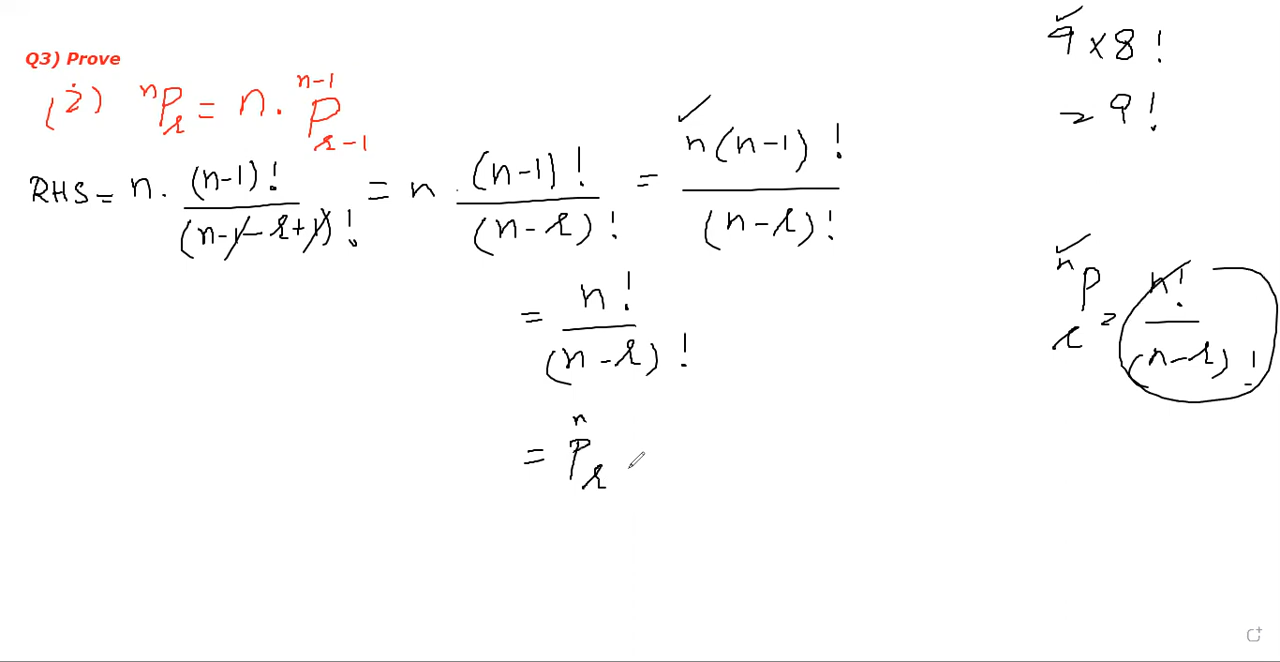 Q3) Prove
(i) ⁿPᵣ = n · ⁿ⁻¹Pᵣ₋₁
RHS = n · (n-1)! / (n-1-r+1)! = n · (n-1)! / (n-r)! = n(n-1)! / (n-r)!
= n! / (n-r)!
= ⁿPᵣ
9 × 8!
= 9!
ⁿPᵣ = n! / (n-r)!